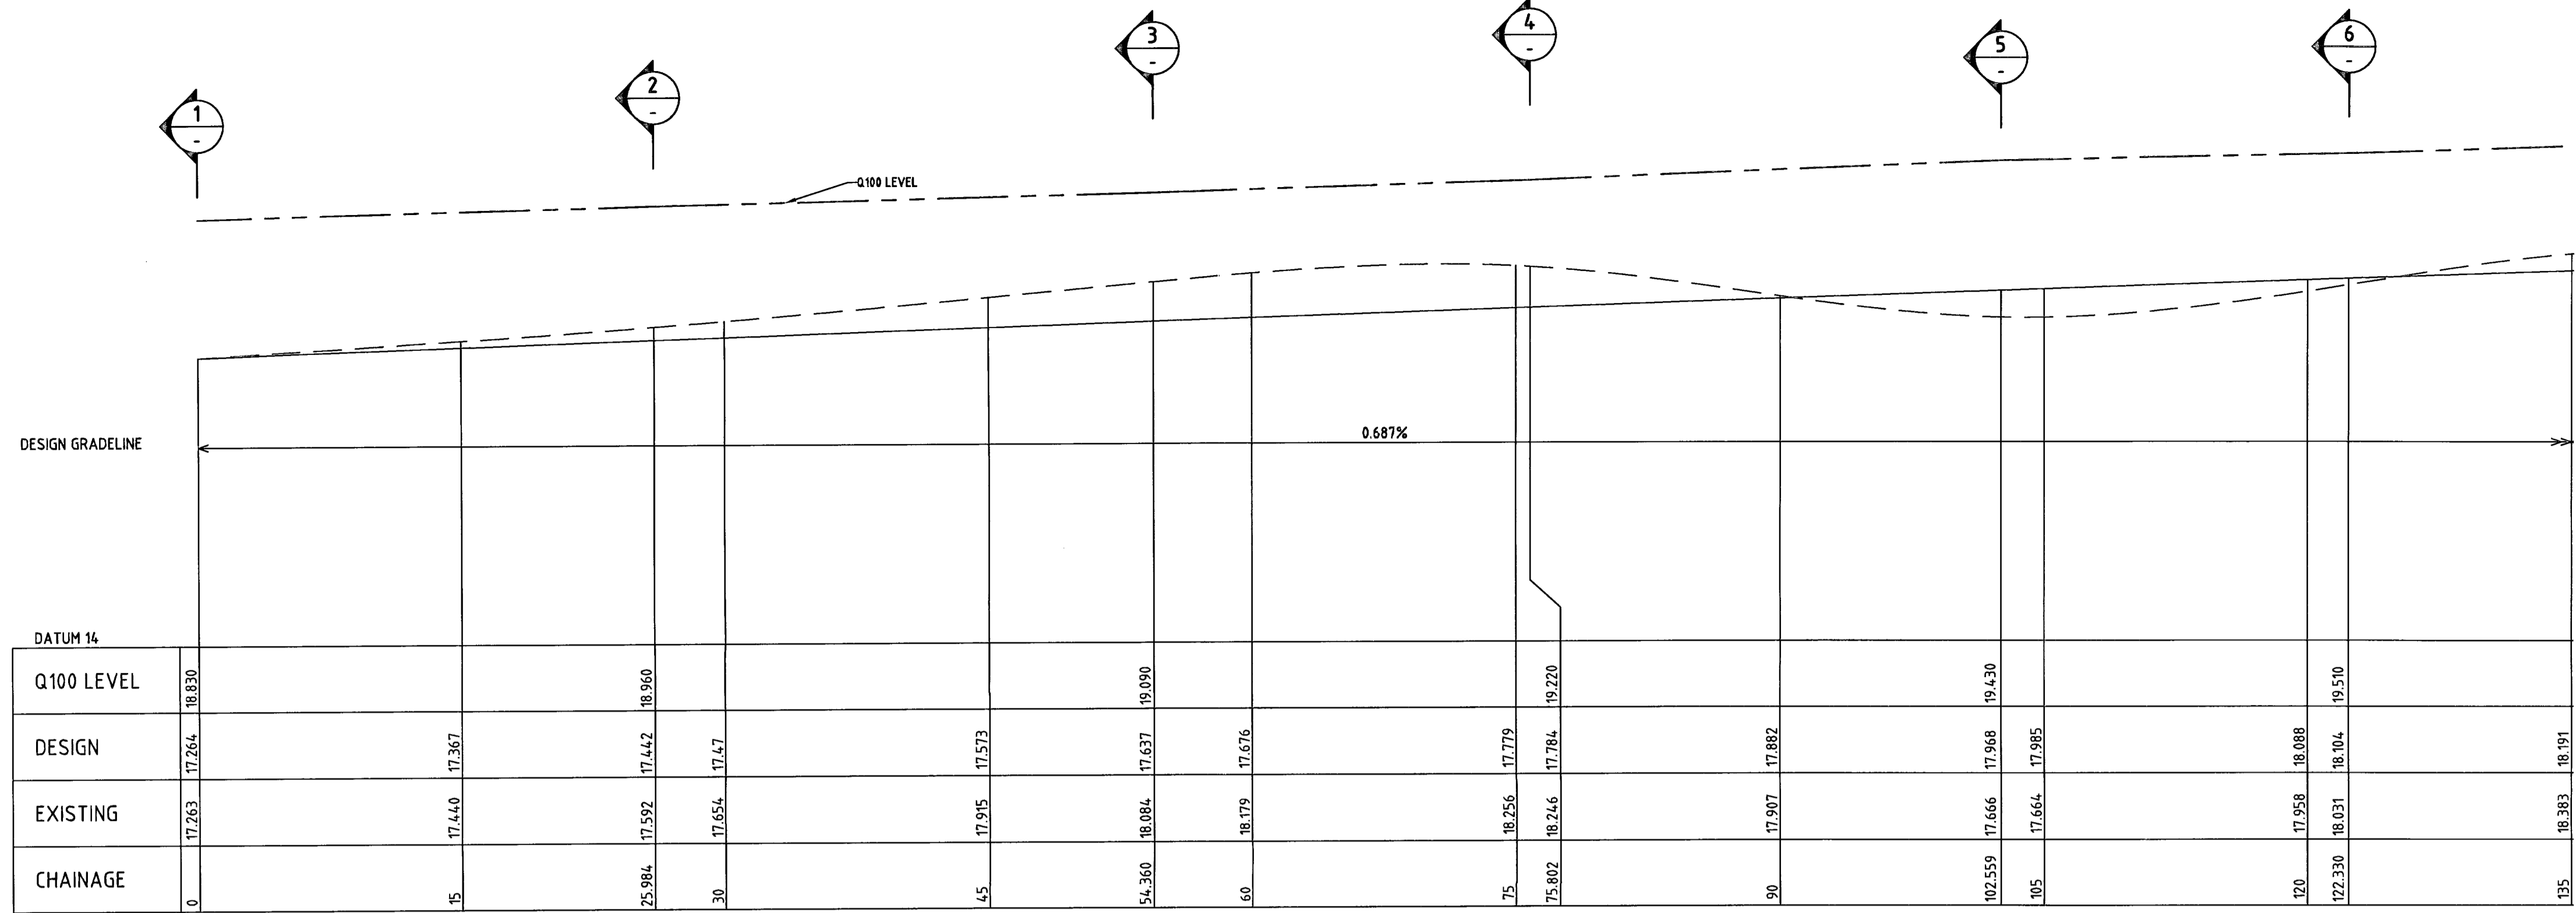 1
-
2
-
3
-
4
-
5
-
6
-
Q100 LEVEL
DESIGN GRADELINE
0.687%
DATUM 14
Q100 LEVEL 18.830 18.960 19.090 19.220 19.430 19.510
DESIGN 17.264 17.367 17.442 17.47 17.573 17.637 17.676 17.779 17.784 17.882 17.968 17.985 18.088 18.104 18.191
EXISTING 17.263 17.440 17.592 17.654 17.915 18.084 18.179 18.256 18.246 17.907 17.666 17.664 17.958 18.031 18.383
CHAINAGE 0 15 25.984 30 45 54.360 60 75 75.802 90 102.559 105 120 122.330 135